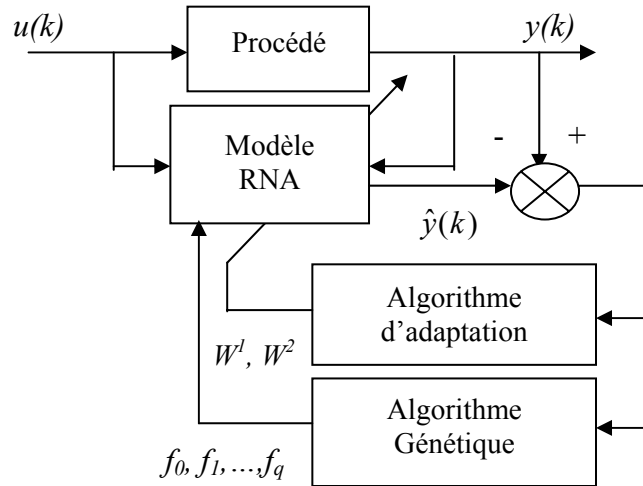 u(k)
Procédé
y(k)
Modèle
RNA
- +
ŷ(k)
Algorithme
d’adaptation
W¹, W²
Algorithme
Génétique
f₀, f₁, ...,f_q